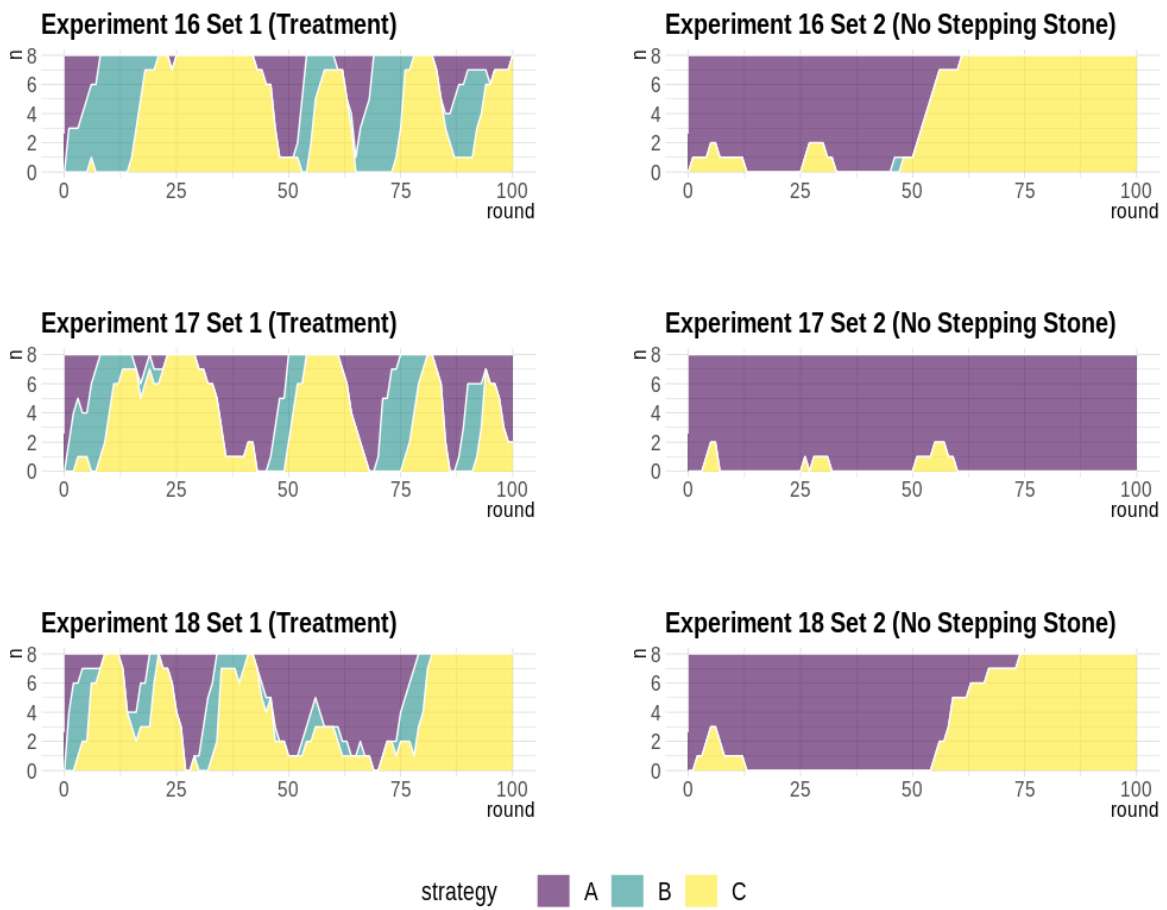 Experiment 16 Set 1 (Treatment)
n
8
6
4
2
0
0 25 50 75 100
round
Experiment 16 Set 2 (No Stepping Stone)
n
8
6
4
2
0
0 25 50 75 100
round
Experiment 17 Set 1 (Treatment)
n
8
6
4
2
0
0 25 50 75 100
round
Experiment 17 Set 2 (No Stepping Stone)
n
8
6
4
2
0
0 25 50 75 100
round
Experiment 18 Set 1 (Treatment)
n
8
6
4
2
0
0 25 50 75 100
round
Experiment 18 Set 2 (No Stepping Stone)
n
8
6
4
2
0
0 25 50 75 100
round
strategy A B C